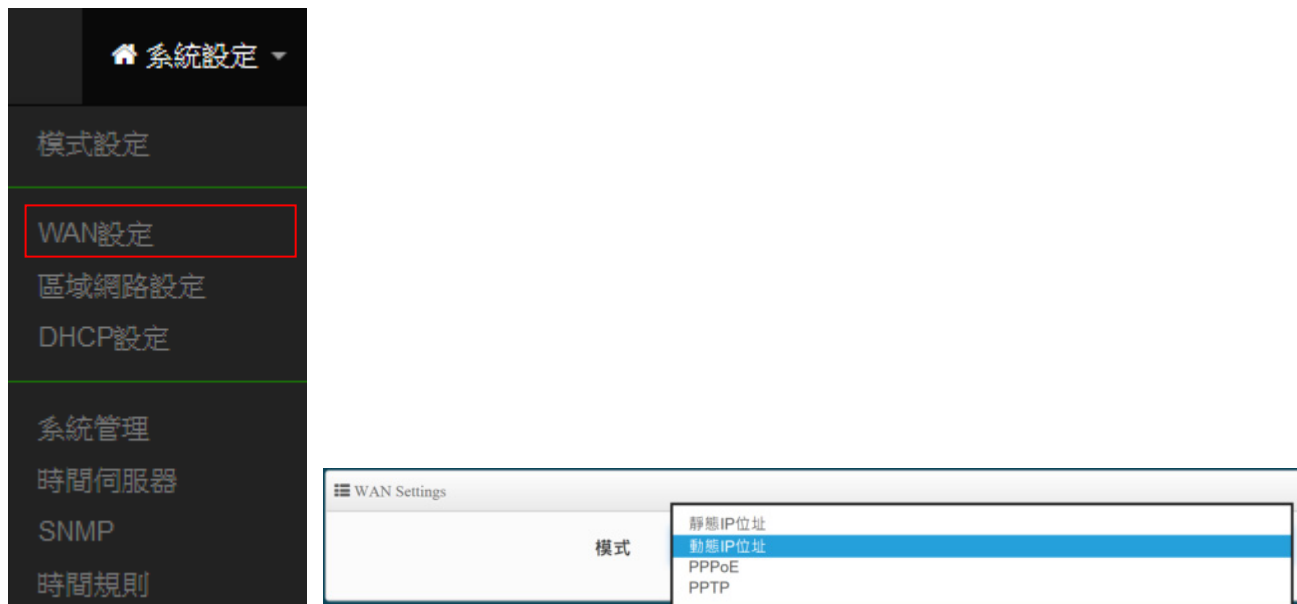 系統設定
模式設定
WAN設定
區域網路設定
DHCP設定
系統管理
時間伺服器
SNMP
時間規則
WAN Settings
模式
靜態IP位址
動態IP位址
PPPoE
PPTP